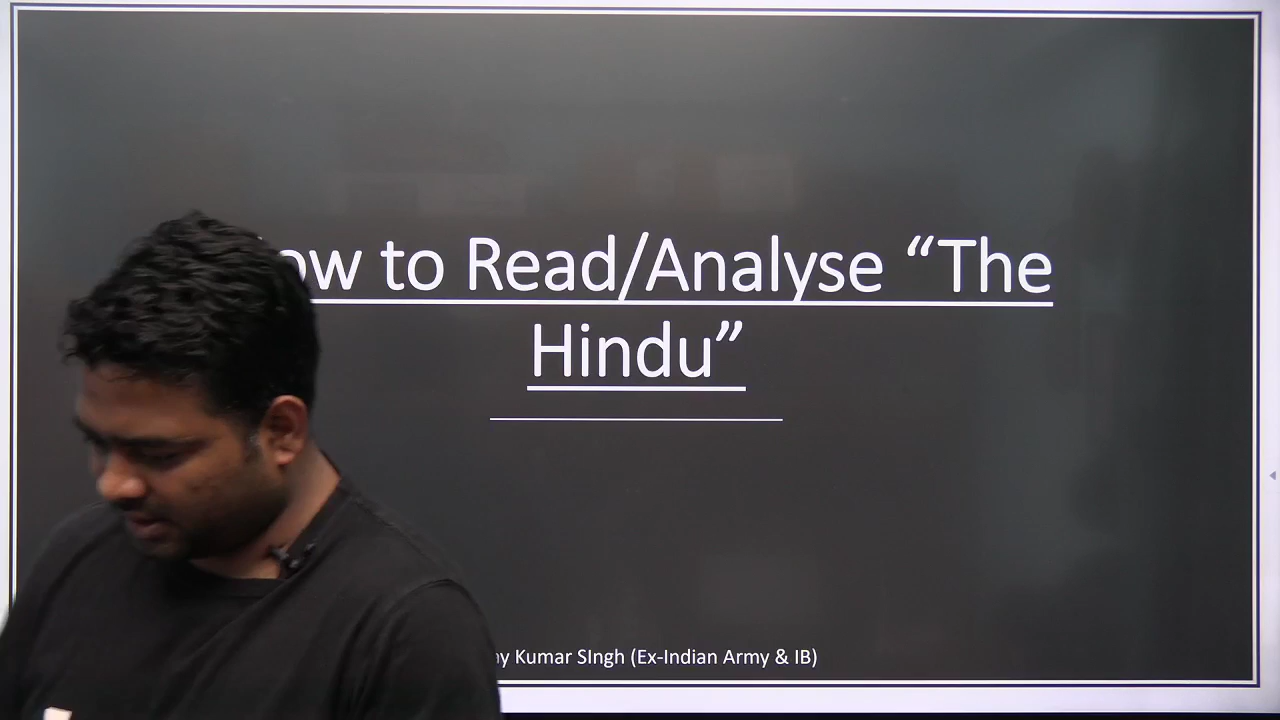 to Read/Analyse “The
Hindu”
Kumar SIngh (Ex-Indian Army & IB)